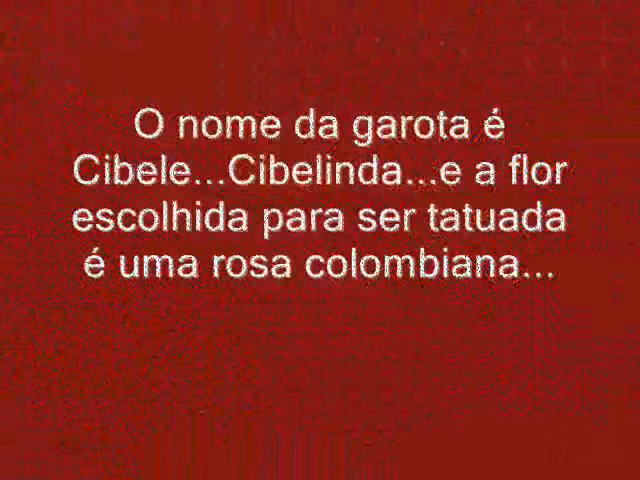 O nome da garota é
Cibele...Cibelinda...e a flor
escolhida para ser tatuada
é uma rosa colombiana...